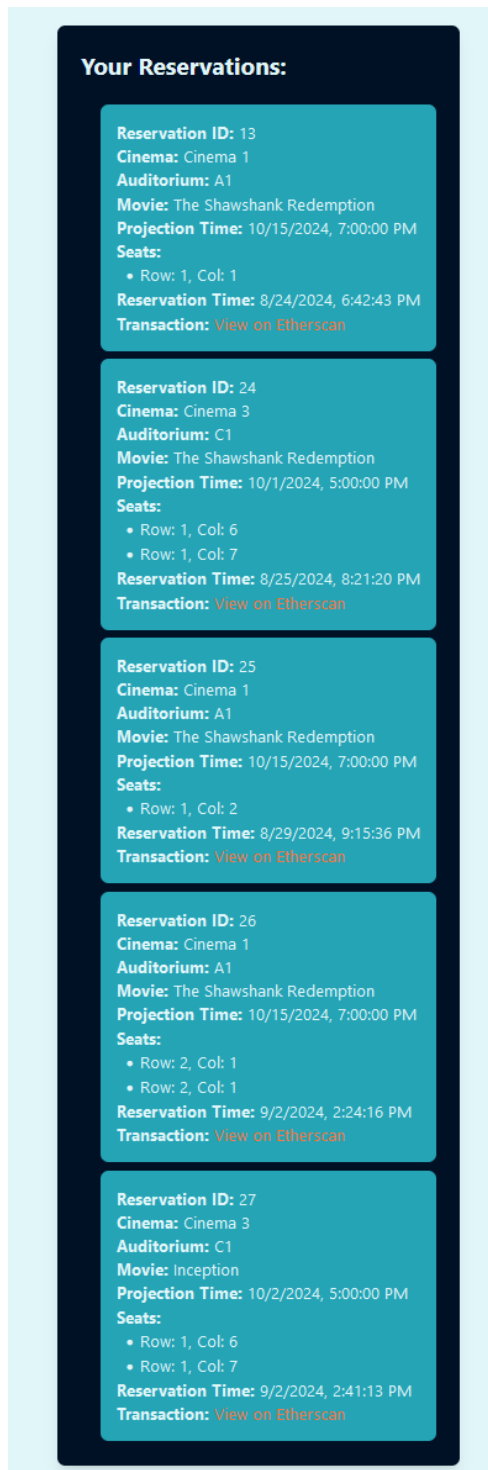 Your Reservations:
Reservation ID: 13
Cinema: Cinema 1
Auditorium: A1
Movie: The Shawshank Redemption
Projection Time: 10/15/2024, 7:00:00 PM
Seats:
• Row: 1, Col: 1
Reservation Time: 8/24/2024, 6:42:43 PM
Transaction: View on Etherscan
Reservation ID: 24
Cinema: Cinema 3
Auditorium: C1
Movie: The Shawshank Redemption
Projection Time: 10/1/2024, 5:00:00 PM
Seats:
• Row: 1, Col: 6
• Row: 1, Col: 7
Reservation Time: 8/25/2024, 8:21:20 PM
Transaction: View on Etherscan
Reservation ID: 25
Cinema: Cinema 1
Auditorium: A1
Movie: The Shawshank Redemption
Projection Time: 10/15/2024, 7:00:00 PM
Seats:
• Row: 1, Col: 2
Reservation Time: 8/29/2024, 9:15:36 PM
Transaction: View on Etherscan
Reservation ID: 26
Cinema: Cinema 1
Auditorium: A1
Movie: The Shawshank Redemption
Projection Time: 10/15/2024, 7:00:00 PM
Seats:
• Row: 2, Col: 1
• Row: 2, Col: 1
Reservation Time: 9/2/2024, 2:24:16 PM
Transaction: View on Etherscan
Reservation ID: 27
Cinema: Cinema 3
Auditorium: C1
Movie: Inception
Projection Time: 10/2/2024, 5:00:00 PM
Seats:
• Row: 1, Col: 6
• Row: 1, Col: 7
Reservation Time: 9/2/2024, 2:41:13 PM
Transaction: View on Etherscan